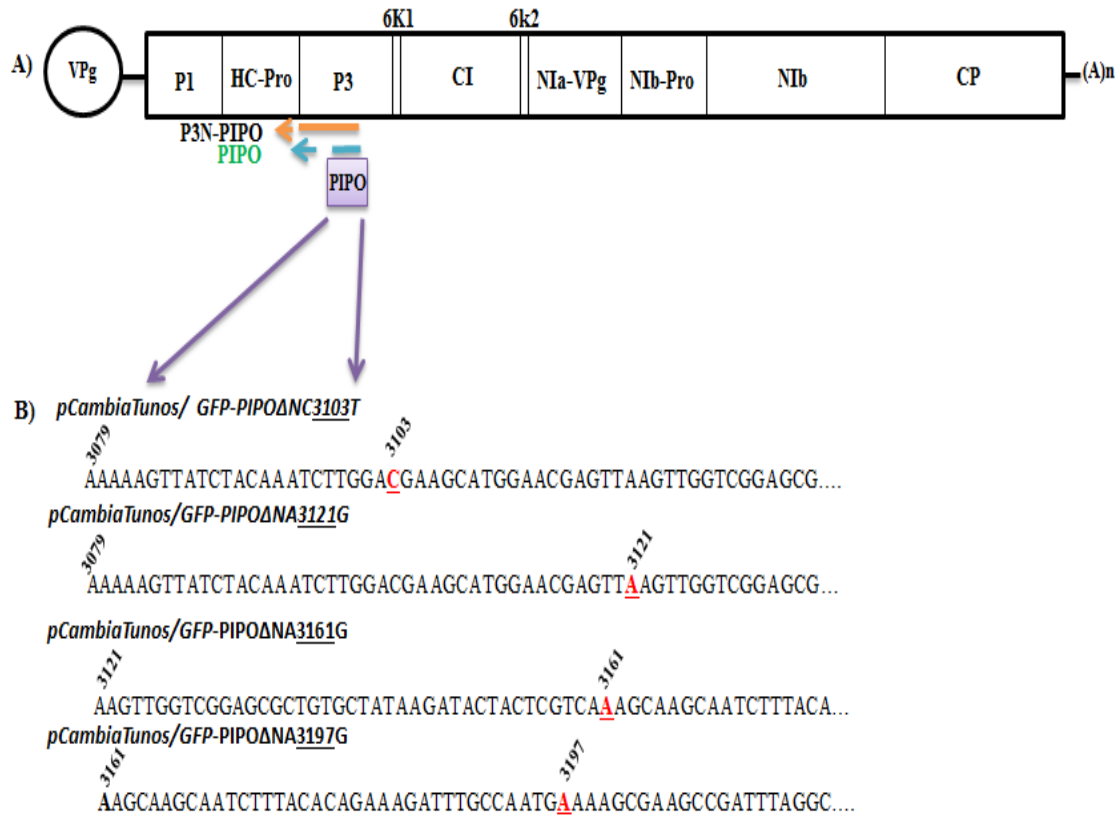 6K1 6k2
A) VPg P1 HC-Pro P3 CI NIa-VPg NIb-Pro NIb CP (A)n
P3N-PIPO
PIPO
PIPO
B) pCambiaTunos/ GFP-PIPOΔNC3103T
3079 3103
AAAAAGTTATCTACAAATCTTGGACGAAGCATGGAACGAGTTAAGTTGGTCGGAGCG....
pCambiaTunos/GFP-PIPOΔNA3121G
3079 3121
AAAAAGTTATCTACAAATCTTGGACGAAGCATGGAACGAGTTAAGTTGGTCGGAGCG...
pCambiaTunos/GFP-PIPOΔNA3161G
3121 3161
AAGTTGGTCGGAGCGCTGTGCTATAAGATACTACTCGTCAAAGCAAGCAATCTTTACA...
pCambiaTunos/GFP-PIPOΔNA3197G
3161 3197
AAGCAAGCAATCTTTACACAGAAAGATTTGCCAATGAAAAGCGAAGCCGATTTAGGC....